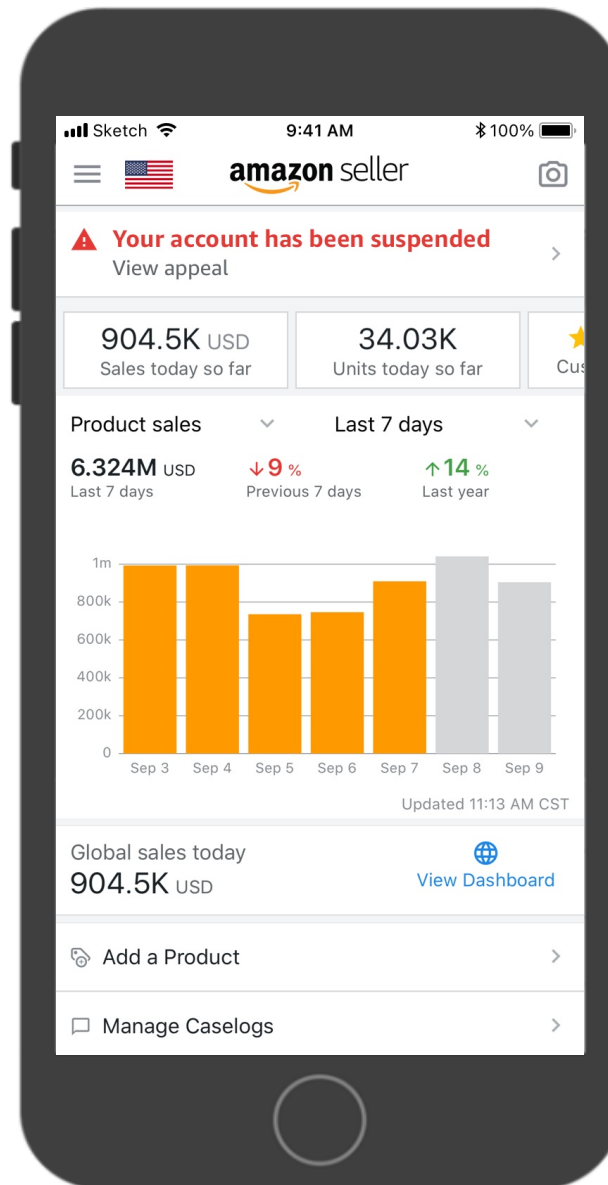 Sketch 9:41 AM 100%
amazon seller
Your account has been suspended
View appeal
904.5K USD 34.03K
Sales today so far Units today so far Cus
Product sales Last 7 days
6.324M USD ↓9 % ↑14 %
Last 7 days Previous 7 days Last year
1m
800k
600k
400k
200k
0
Sep 3 Sep 4 Sep 5 Sep 6 Sep 7 Sep 8 Sep 9
Updated 11:13 AM CST
Global sales today
904.5K USD View Dashboard
Add a Product
Manage Caselogs